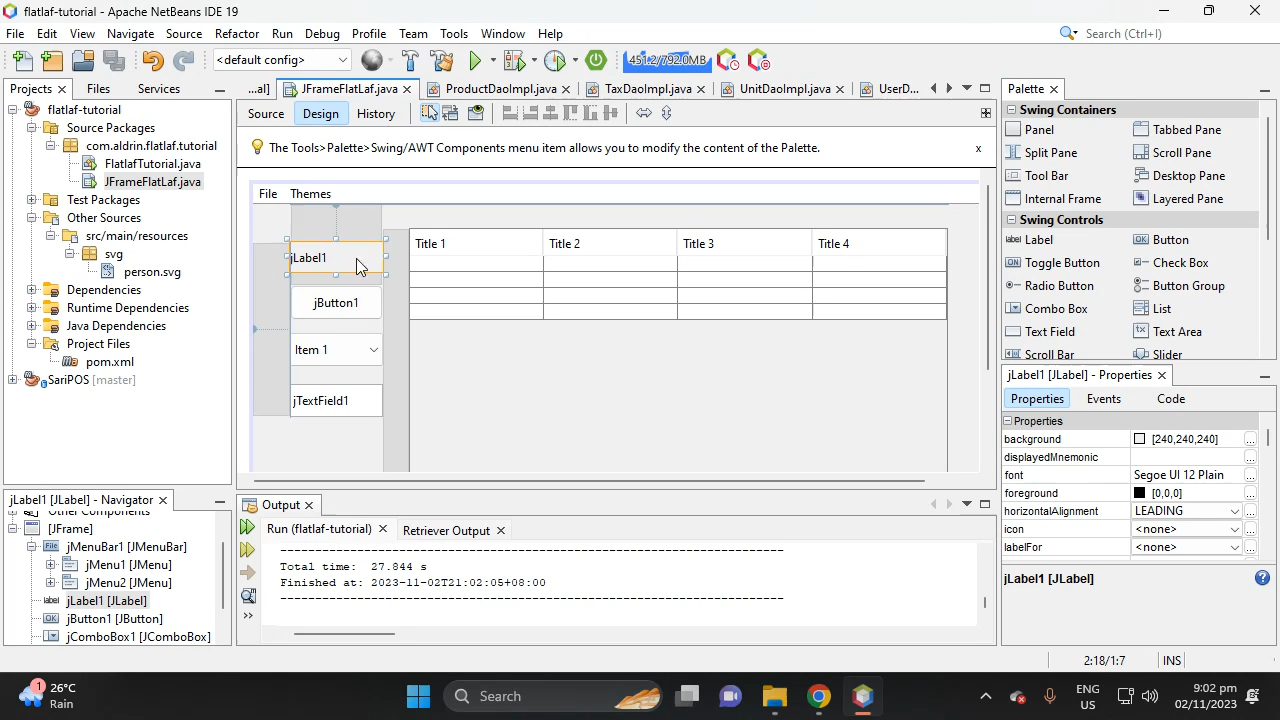 flatlaf-tutorial - Apache NetBeans IDE 19
File Edit View Navigate Source Refactor Run Debug Profile Team Tools Window Help
Search (Ctrl+I)
<default config>
451.2/792.0MB
Projects
Files
Services
...al]
JFrameFlatLaf.java
ProductDaoImpl.java
TaxDaoImpl.java
UnitDaoImpl.java
UserD...
Source
Design
History
The Tools>Palette>Swing/AWT Components menu item allows you to modify the content of the Palette.
x
flatlaf-tutorial
Source Packages
com.aldrin.flatlaf.tutorial
FlatlafTutorial.java
JFrameFlatLaf.java
Test Packages
Other Sources
src/main/resources
svg
person.svg
Dependencies
Runtime Dependencies
Java Dependencies
Project Files
pom.xml
SariPOS [master]
File Themes
jLabel1
jButton1
Item 1
jTextField1
Title 1
Title 2
Title 3
Title 4
Palette
Swing Containers
Panel
Tabbed Pane
Split Pane
Scroll Pane
Tool Bar
Desktop Pane
Internal Frame
Layered Pane
Swing Controls
label Label
OK Button
ON Toggle Button
Check Box
Radio Button
Button Group
Combo Box
List
Text Field
Text Area
Scroll Bar
Slider
jLabel1 [JLabel] - Properties
Properties
Events
Code
Properties
background
[240,240,240]
...
displayedMnemonic
...
font
Segoe UI 12 Plain
...
foreground
[0,0,0]
...
horizontalAlignment
LEADING
...
icon
<none>
...
labelFor
<none>
...
jLabel1 [JLabel]
jLabel1 [JLabel] - Navigator
Other Components
[JFrame]
File jMenuBar1 [JMenuBar]
jMenu1 [JMenu]
jMenu2 [JMenu]
label jLabel1 [JLabel]
OK jButton1 [JButton]
jComboBox1 [JComboBox]
Output
Run (flatlaf-tutorial)
Retriever Output
------------------------------------------------------------------------
Total time:  27.844 s
Finished at: 2023-11-02T21:02:05+08:00
------------------------------------------------------------------------
2:18/1:7
INS
1
26°C
Rain
Search
ENG
US
9:02 pm
02/11/2023